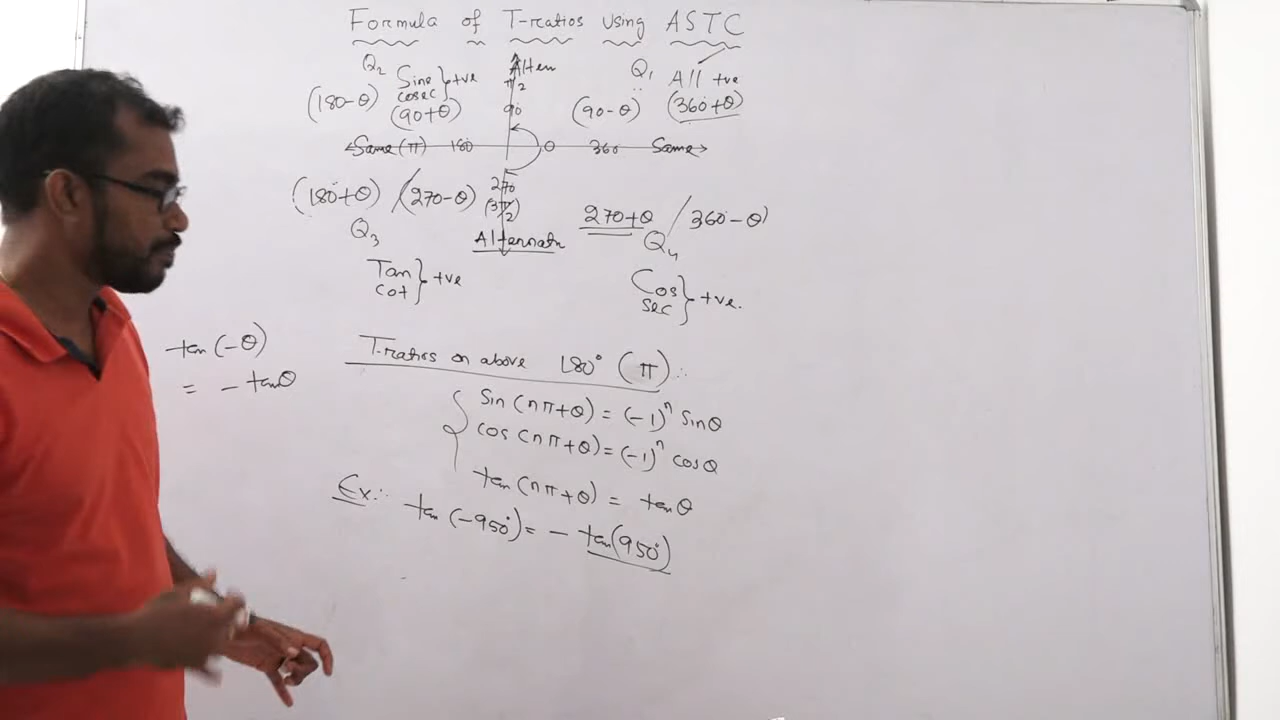 Formula of T-ratios using ASTC
Q₂ Sine cosec } +ve
(180-θ) (90+θ)
Altern
π/2
90°
Q₁ All +ve
(90-θ) (360+θ)
Same (π) 180 0 360 Same
(180+θ) / (270-θ)
Q₃
Tan cot } +ve
270
(3π/2)
270+θ / 360-θ)
Q₄
Cos sec } +ve.
tan (-θ)
= - tanθ
T-ratios on above 180° (π) :
Sin (nπ+θ) = (-1)ⁿ Sinθ
cos (nπ+θ) = (-1)ⁿ cosθ
tan (nπ+θ) = tanθ
Ex:- tan (-950°) = - tan(950°)